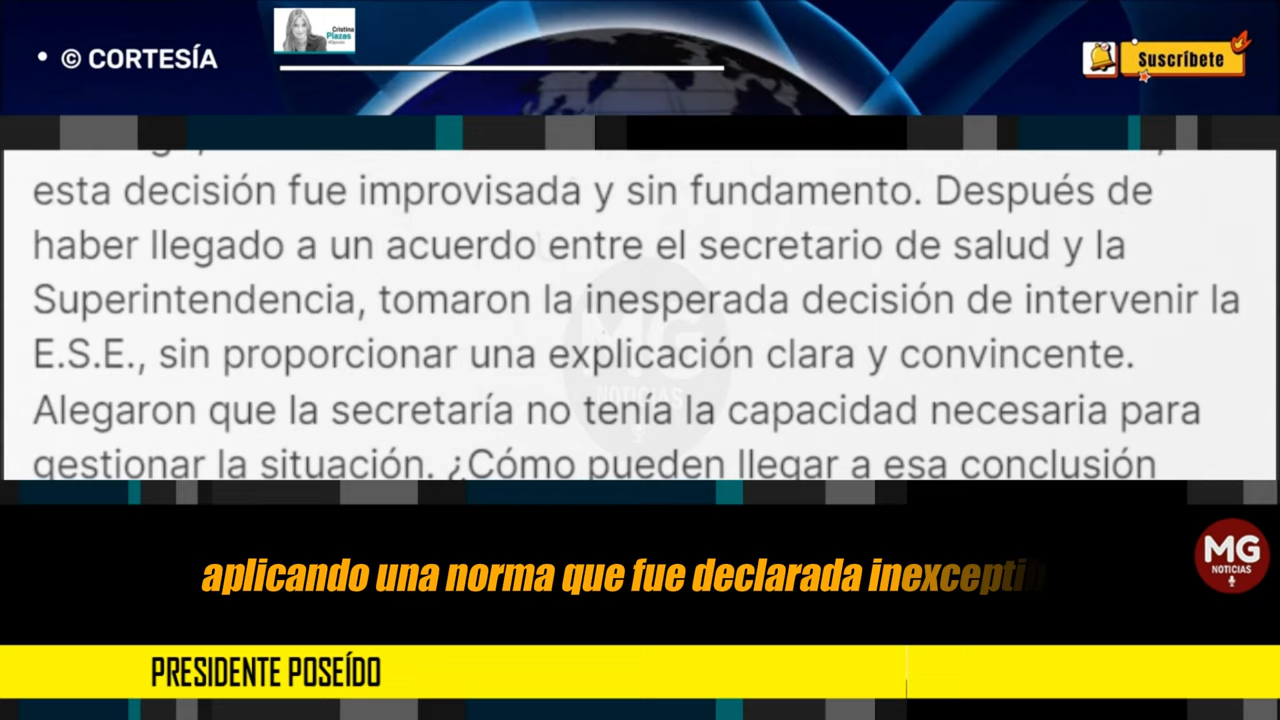 • © CORTESÍA
Cristina
Plazas
Suscríbete
esta decisión fue improvisada y sin fundamento. Después de
haber llegado a un acuerdo entre el secretario de salud y la
Superintendencia, tomaron la inesperada decisión de intervenir la
E.S.E., sin proporcionar una explicación clara y convincente.
Alegaron que la secretaría no tenía la capacidad necesaria para
gestionar la situación. ¿Cómo pueden llegar a esa conclusión
MG
NOTICIAS
aplicando una norma que fue declarada
MG
NOTICIAS
PRESIDENTE POSEÍDO